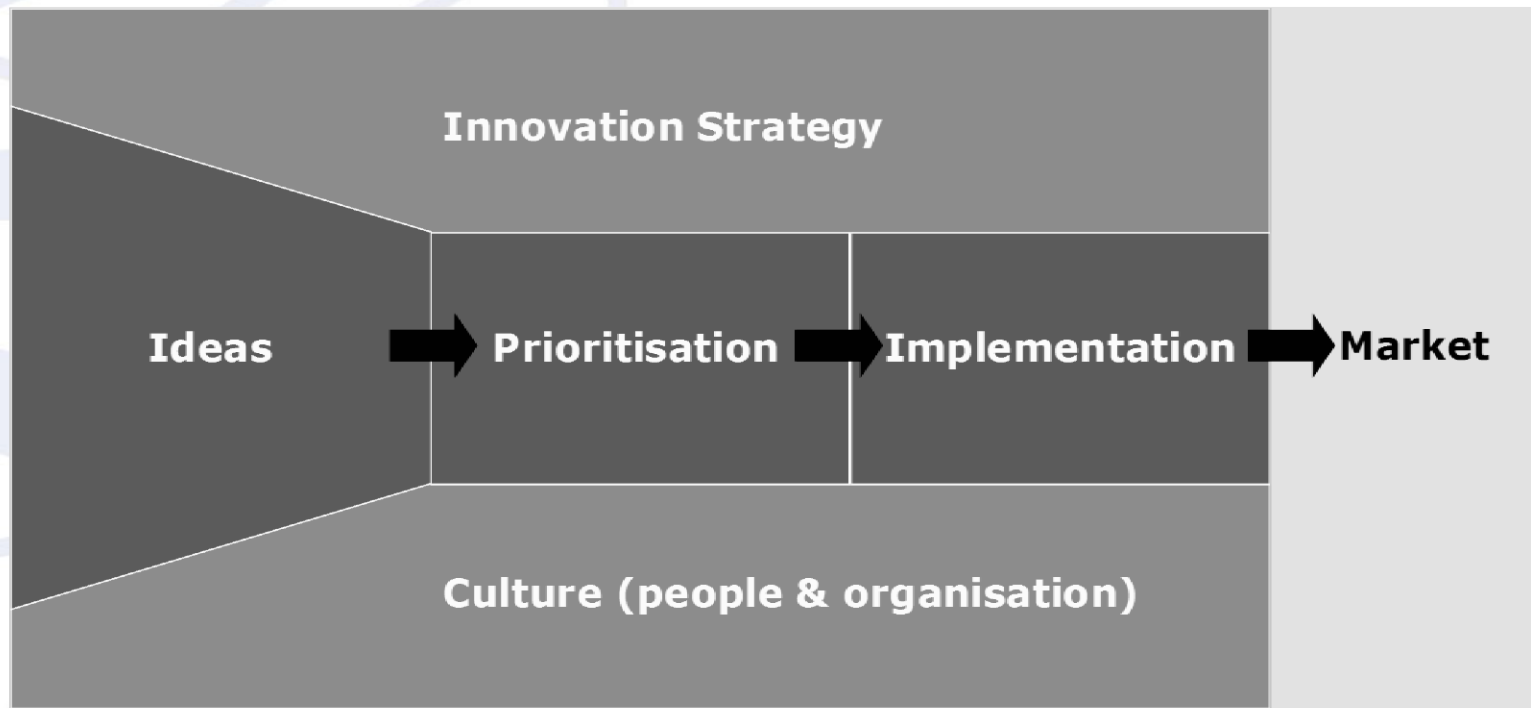 Innovation Strategy
Ideas
Prioritisation
Implementation
Market
Culture (people & organisation)